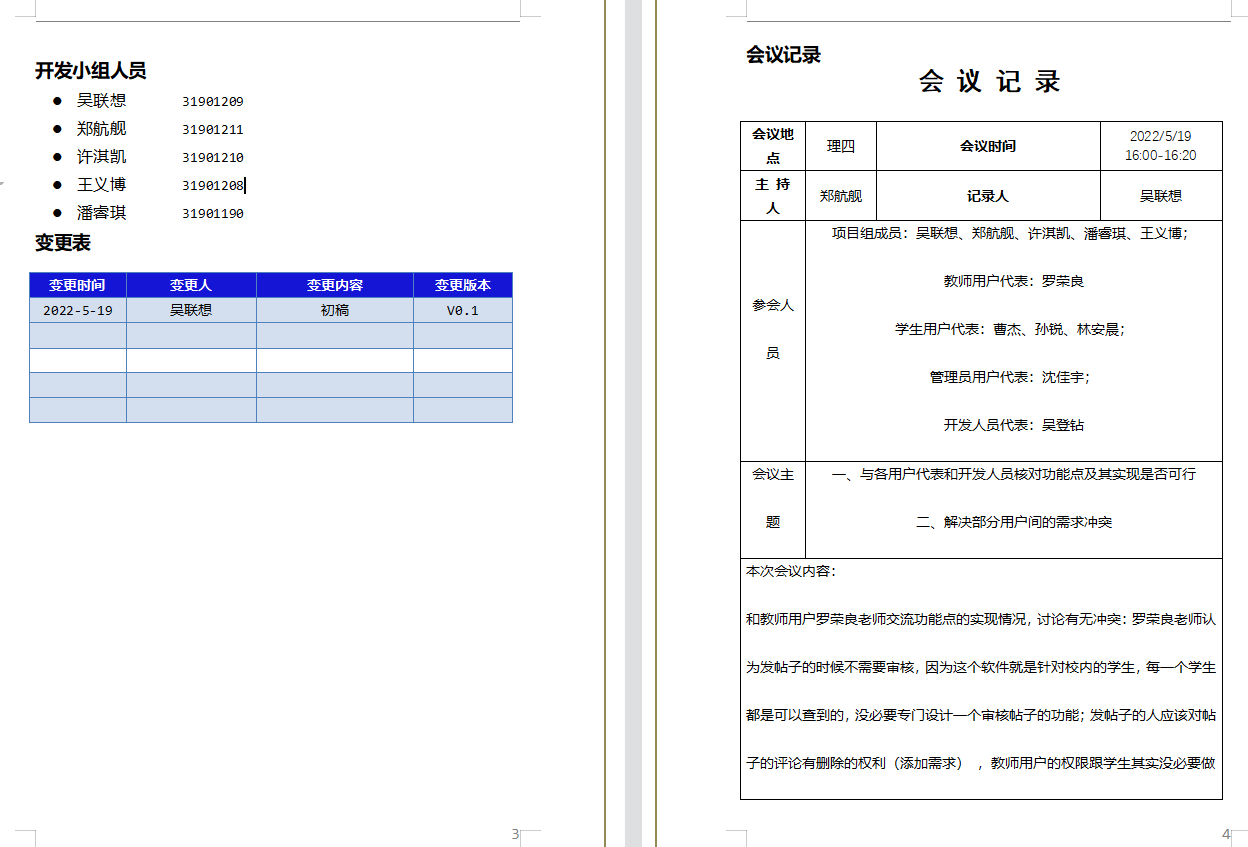 开发小组人员
● 吴联想 31901209
● 郑航舰 31901211
● 许淇凯 31901210
● 王义博 31901208
● 潘睿琪 31901190
变更表
变更时间 变更人 变更内容 变更版本
2022-5-19 吴联想 初稿 V0.1
3
会议记录
会 议 记 录
会议地
点
理四
会议时间
2022/5/19
16:00-16:20
主 持
人
郑航舰
记录人
吴联想
参会人
员
项目组成员：吴联想、郑航舰、许淇凯、潘睿琪、王义博；
教师用户代表：罗荣良
学生用户代表：曹杰、孙锐、林安晨；
管理员用户代表：沈佳宇；
开发人员代表：吴登钻
会议主
题
一、与各用户代表和开发人员核对功能点及其实现是否可行
二、解决部分用户间的需求冲突
本次会议内容：
和教师用户罗荣良老师交流功能点的实现情况，讨论有无冲突：罗荣良老师认
为发帖子的时候不需要审核，因为这个软件就是针对校内的学生，每一个学生
都是可以查到的，没必要专门设计一个审核帖子的功能；发帖子的人应该对帖
子的评论有删除的权利（添加需求），教师用户的权限跟学生其实没必要做
4